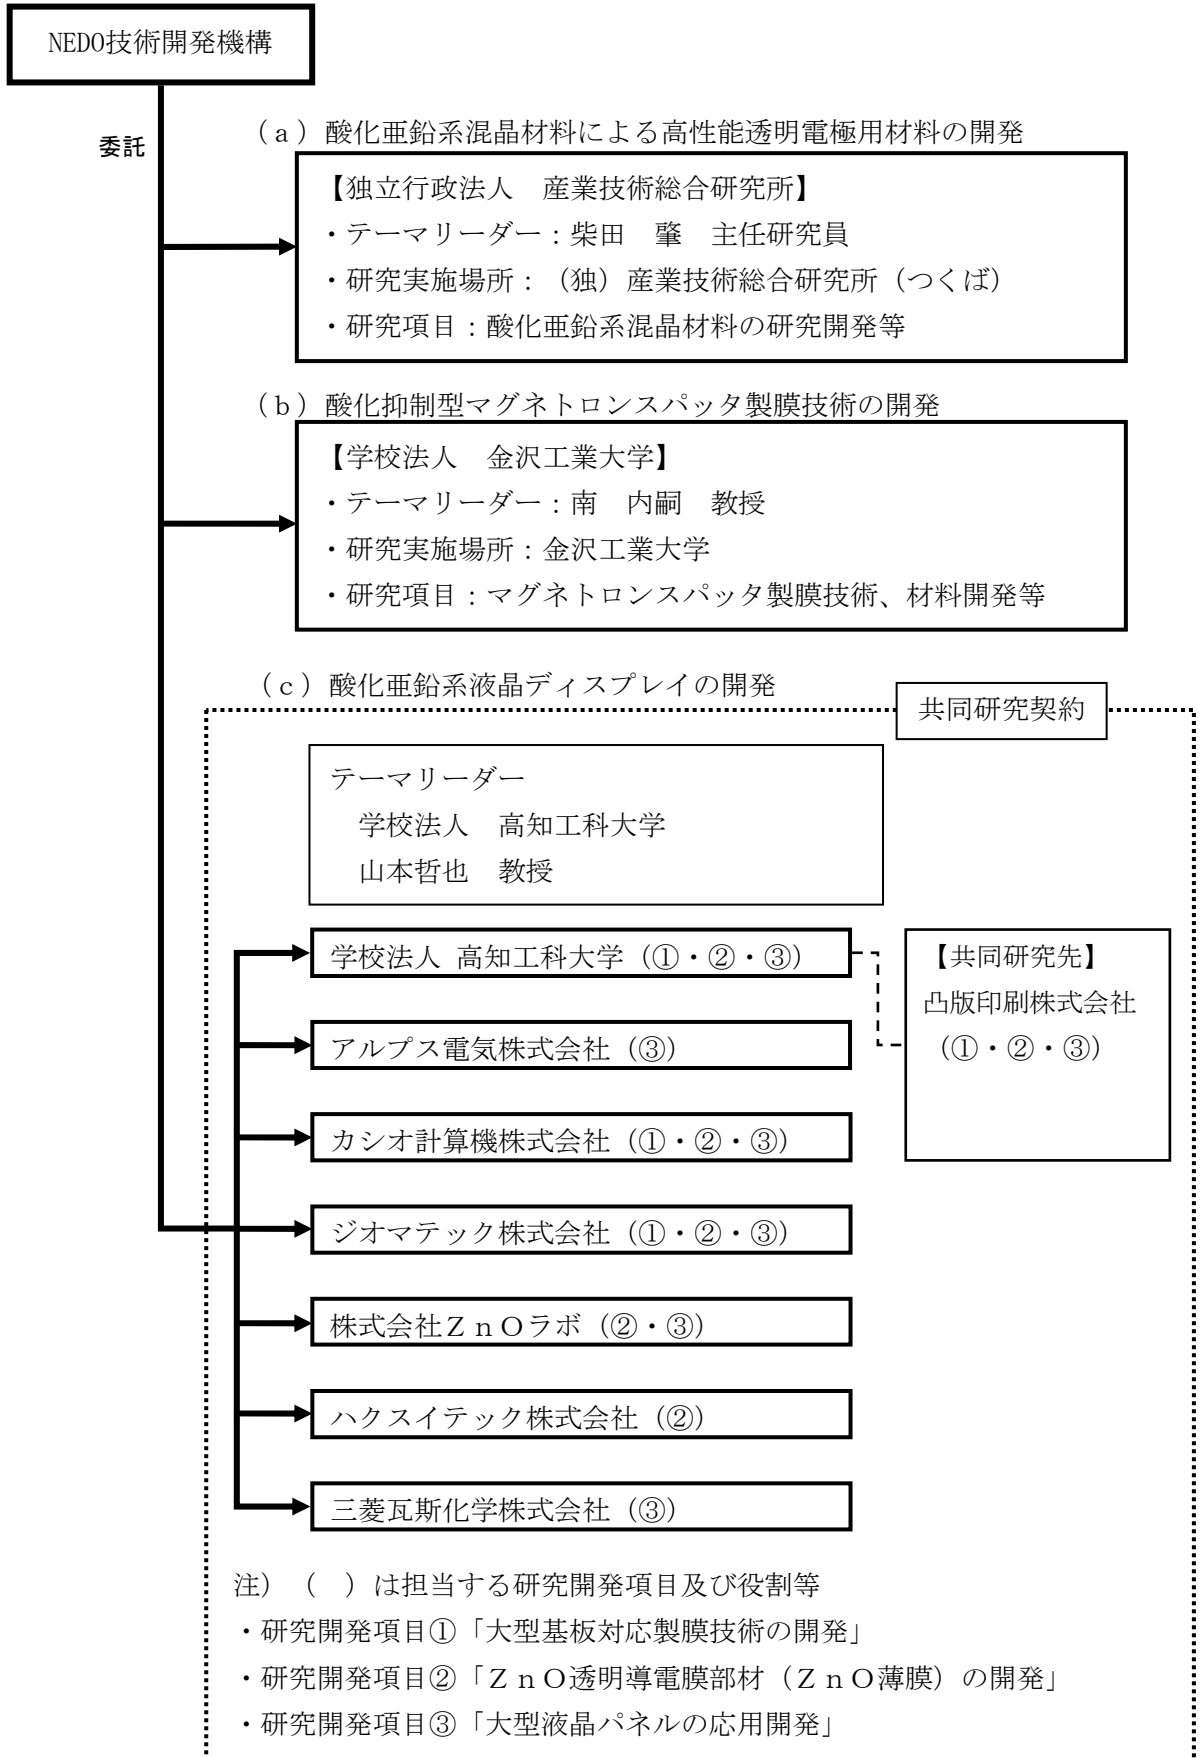 NEDO技術開発機構
委託
（ａ）酸化亜鉛系混晶材料による高性能透明電極用材料の開発
【独立行政法人　産業技術総合研究所】
・テーマリーダー：柴田　肇　主任研究員
・研究実施場所：（独）産業技術総合研究所（つくば）
・研究項目：酸化亜鉛系混晶材料の研究開発等
（ｂ）酸化抑制型マグネトロンスパッタ製膜技術の開発
【学校法人　金沢工業大学】
・テーマリーダー：南　内嗣　教授
・研究実施場所：金沢工業大学
・研究項目：マグネトロンスパッタ製膜技術、材料開発等
（ｃ）酸化亜鉛系液晶ディスプレイの開発
共同研究契約
テーマリーダー
学校法人　高知工科大学
山本哲也　教授
学校法人 高知工科大学（①・②・③）
【共同研究先】
凸版印刷株式会社
（①・②・③）
アルプス電気株式会社（③）
カシオ計算機株式会社（①・②・③）
ジオマテック株式会社（①・②・③）
株式会社ＺｎＯラボ（②・③）
ハクスイテック株式会社（②）
三菱瓦斯化学株式会社（③）
注）（　）は担当する研究開発項目及び役割等
・研究開発項目①「大型基板対応製膜技術の開発」
・研究開発項目②「ＺｎＯ透明導電膜部材（ＺｎＯ薄膜）の開発」
・研究開発項目③「大型液晶パネルの応用開発」